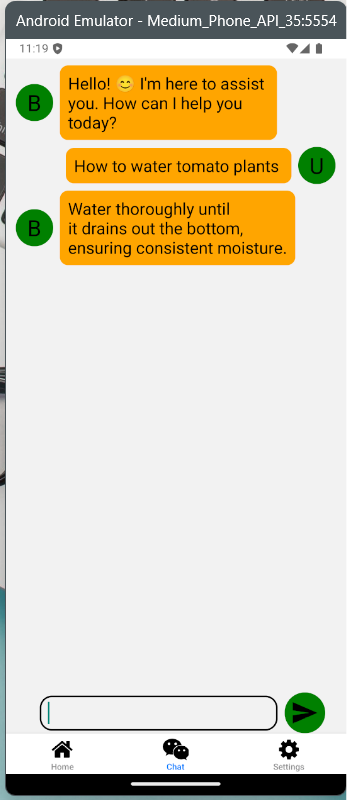 Android Emulator - Medium_Phone_API_35:5554
11:19
B
Hello! 😊 I'm here to assist
you. How can I help you
today?
How to water tomato plants
U
B
Water thoroughly until
it drains out the bottom,
ensuring consistent moisture.
Home
Chat
Settings